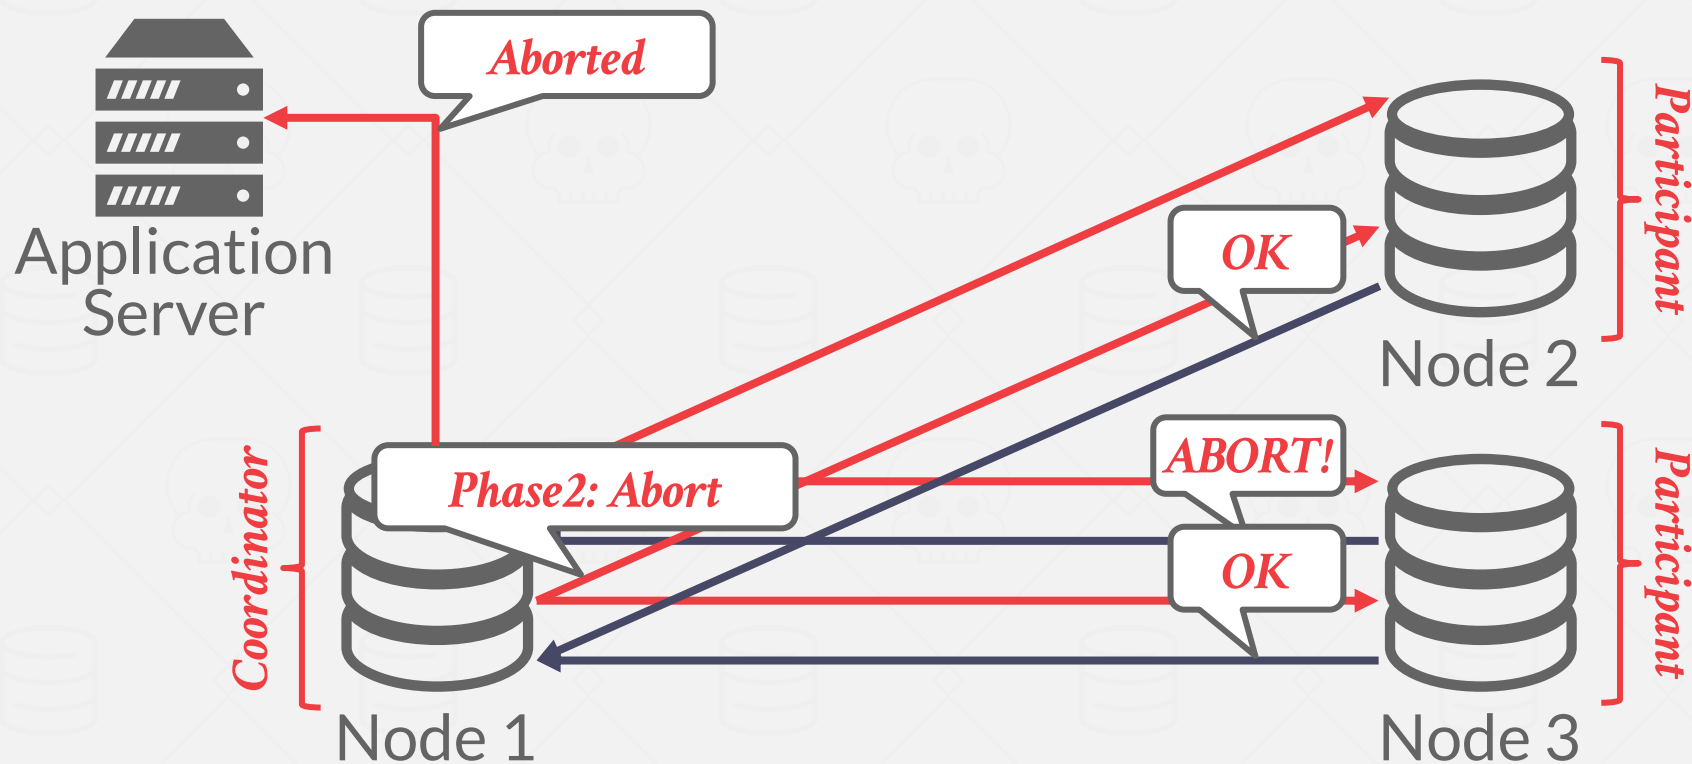 Aborted
Application
Server
OK
Participant
Node 2
Coordinator
Phase2: Abort
ABORT!
OK
Participant
Node 1
Node 3